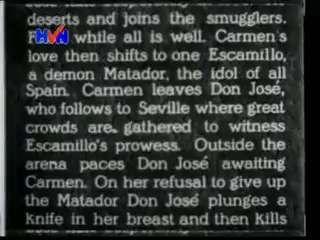 deserts and joins the smugglers.
HVN while all is well. Carmen's
love then shifts to one Escamillo,
a demon Matador, the idol of all
Spain. Carmen leaves Don José,
who follows to Seville where great
crowds are gathered to witness
Escamillo's prowess. Outside the
arena paces Don José awaiting
Carmen. On her refusal to give up
the Matador Don José plunges a
Knife in her breast and then kills